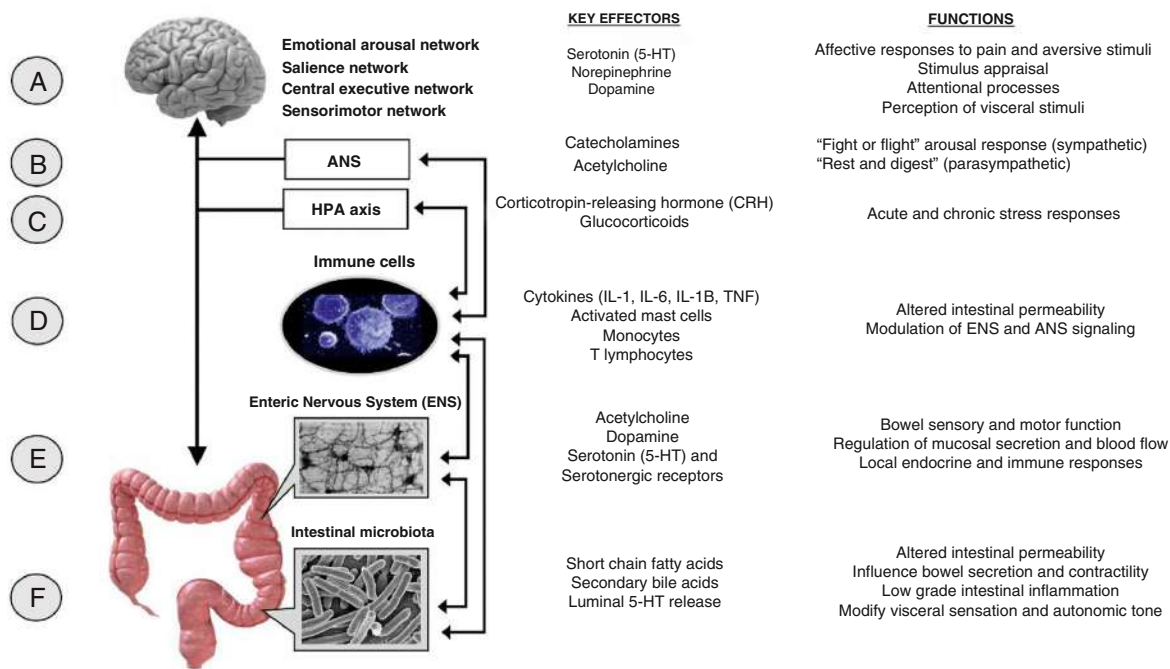 KEY EFFECTORS
FUNCTIONS
A
Emotional arousal network
Salience network
Central executive network
Sensorimotor network
Serotonin (5-HT)
Norepinephrine
Dopamine
Affective responses to pain and aversive stimuli
Stimulus appraisal
Attentional processes
Perception of visceral stimuli
B
ANS
Catecholamines
Acetylcholine
“Fight or flight” arousal response (sympathetic)
“Rest and digest” (parasympathetic)
C
HPA axis
Corticotropin-releasing hormone (CRH)
Glucocorticoids
Acute and chronic stress responses
D
Immune cells
Cytokines (IL-1, IL-6, IL-1B, TNF)
Activated mast cells
Monocytes
T lymphocytes
Altered intestinal permeability
Modulation of ENS and ANS signaling
E
Enteric Nervous System (ENS)
Acetylcholine
Dopamine
Serotonin (5-HT) and
Serotonergic receptors
Bowel sensory and motor function
Regulation of mucosal secretion and blood flow
Local endocrine and immune responses
F
Intestinal microbiota
Short chain fatty acids
Secondary bile acids
Luminal 5-HT release
Altered intestinal permeability
Influence bowel secretion and contractility
Low grade intestinal inflammation
Modify visceral sensation and autonomic tone